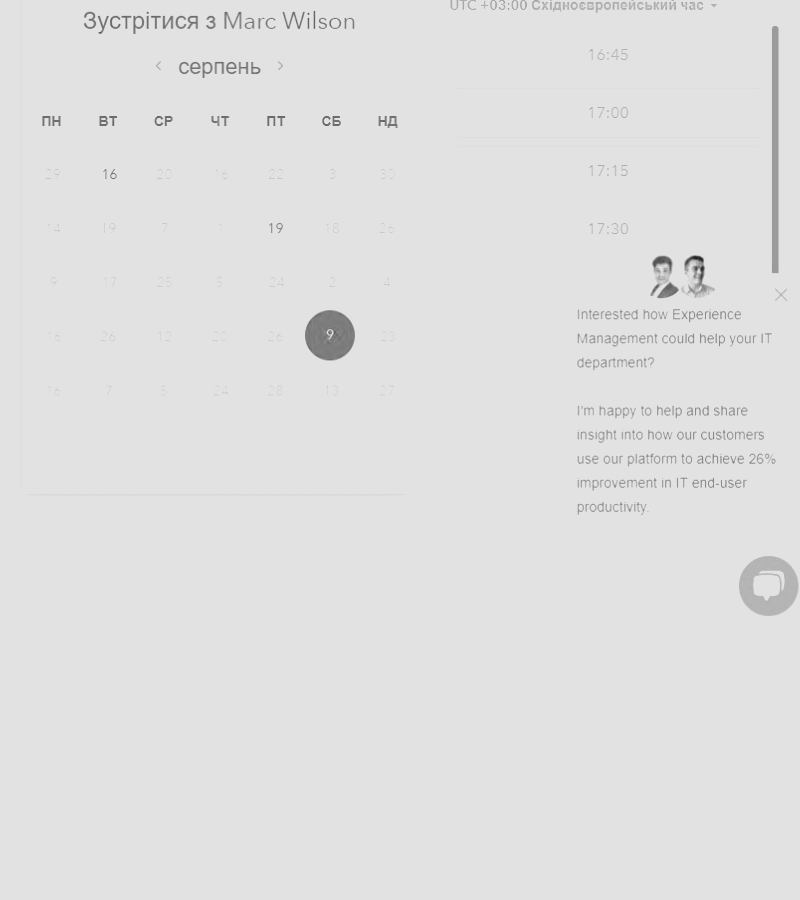 Зустрітися з Marc Wilson
серпень
ПН ВТ СР ЧТ ПТ СБ НД
29 16 20 16 22 3 30
14 19 7 1 19 18 26
9 17 25 5 24 2 4
16 26 12 22 26 9 23
16 7 5 24 28 13 27
UTC +03:00 Східноєвропейський час
16:45
17:00
17:15
17:30
Interested how Experience
Management could help your IT
department?
I'm happy to help and share
insight into how our customers
use our platform to achieve 26%
improvement in IT end-user
productivity.